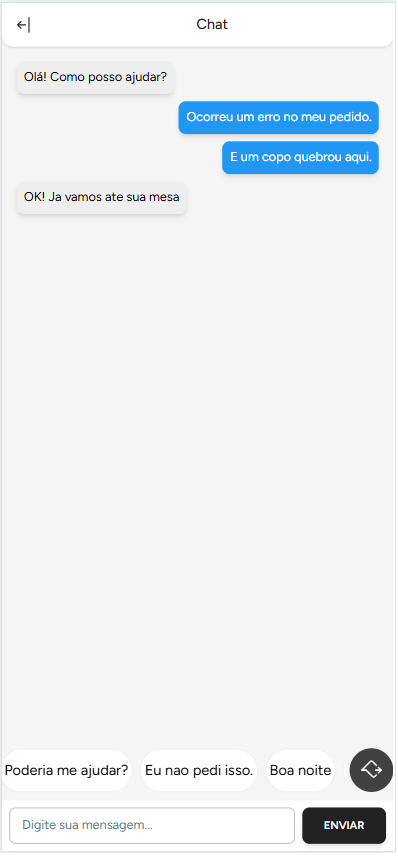 Chat
Olá! Como posso ajudar?
Ocorreu um erro no meu pedido.
E um copo quebrou aqui.
OK! Ja vamos ate sua mesa
Poderia me ajudar? Eu nao pedi isso. Boa noite
Digite sua mensagem... ENVIAR